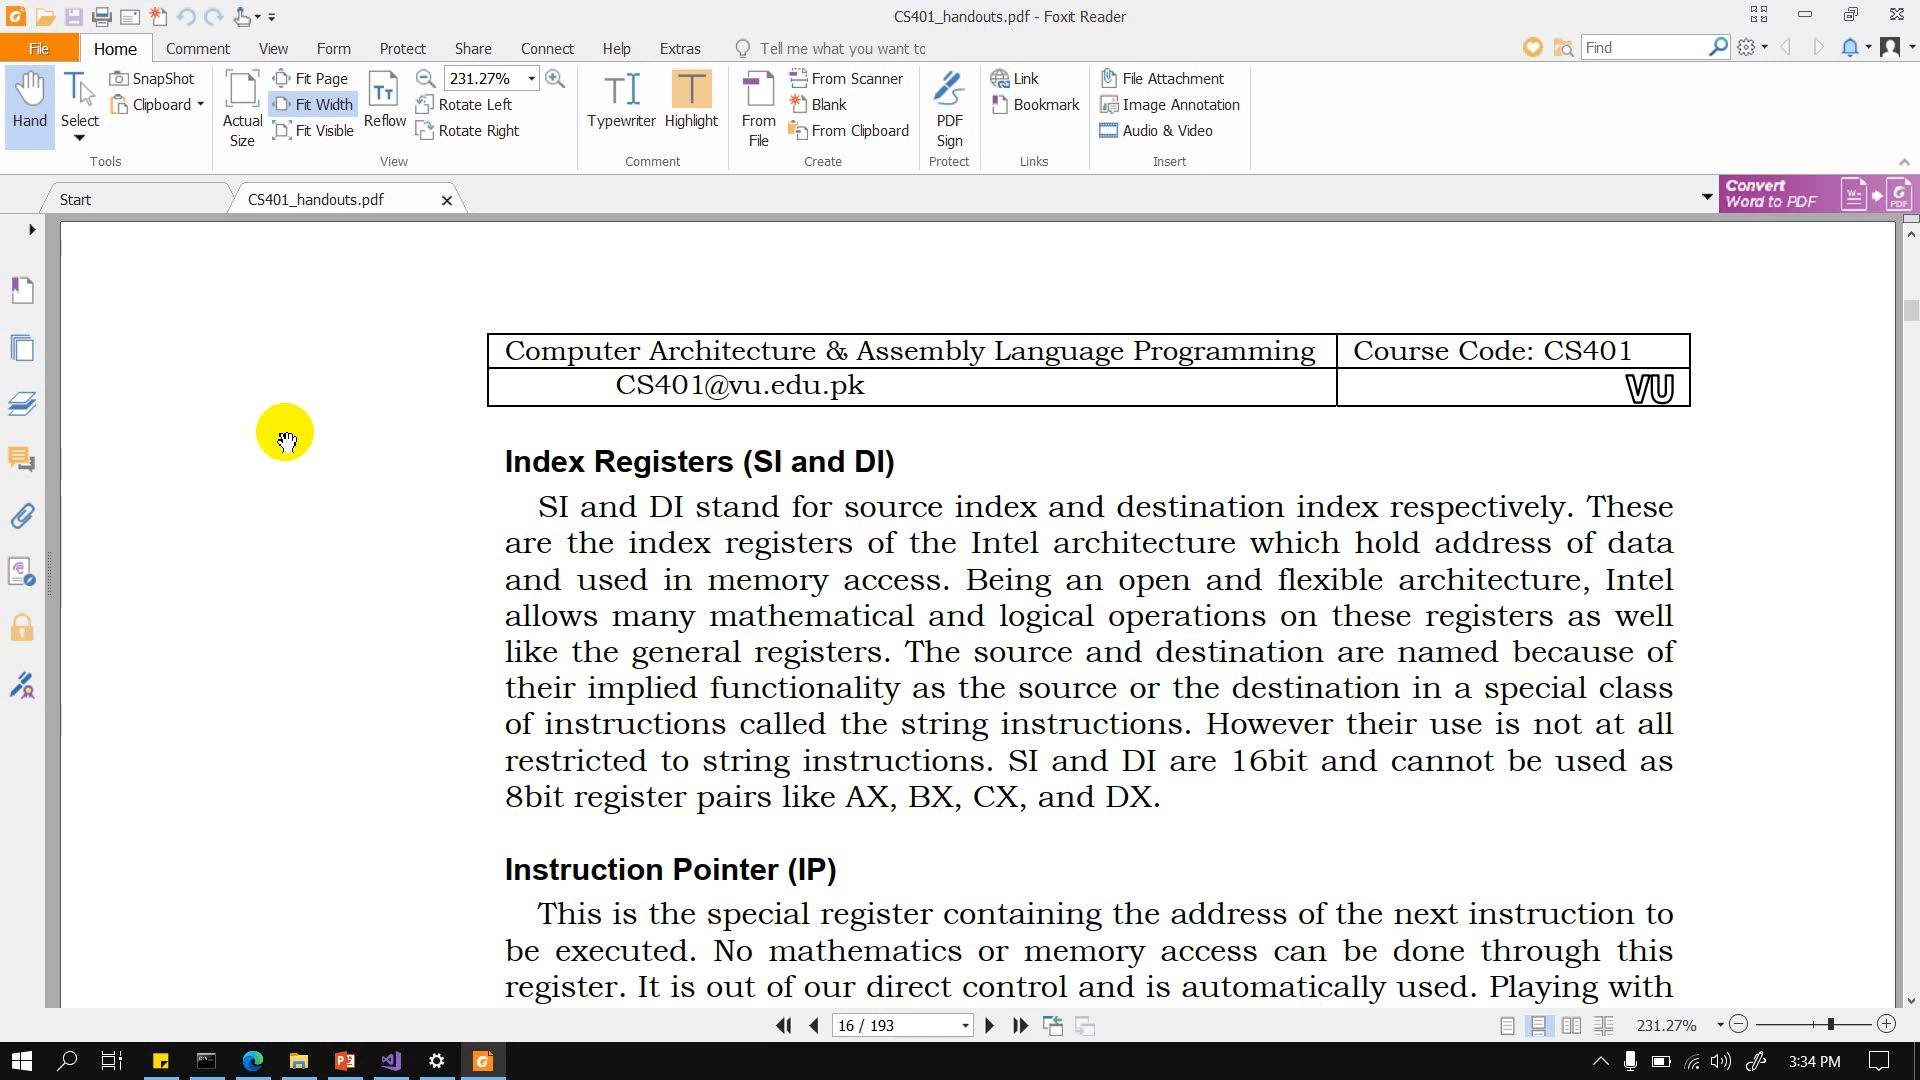 CS401_handouts.pdf - Foxit Reader
File Home Comment View Form Protect Share Connect Help Extras Tell me what you want to Find
Hand
Select
SnapShot
Clipboard
Tools
Actual
Size
Fit Page
Fit Width
Fit Visible
Reflow
231.27%
Rotate Left
Rotate Right
View
Typewriter
Highlight
Comment
From
File
From Scanner
Blank
From Clipboard
Create
PDF
Sign
Protect
Link
Bookmark
Links
File Attachment
Image Annotation
Audio & Video
Insert
Start
CS401_handouts.pdf
Convert
Word to PDF
Computer Architecture & Assembly Language Programming Course Code: CS401
CS401@vu.edu.pk VU
Index Registers (SI and DI)
SI and DI stand for source index and destination index respectively. These
are the index registers of the Intel architecture which hold address of data
and used in memory access. Being an open and flexible architecture, Intel
allows many mathematical and logical operations on these registers as well
like the general registers. The source and destination are named because of
their implied functionality as the source or the destination in a special class
of instructions called the string instructions. However their use is not at all
restricted to string instructions. SI and DI are 16bit and cannot be used as
8bit register pairs like AX, BX, CX, and DX.
Instruction Pointer (IP)
This is the special register containing the address of the next instruction to
be executed. No mathematics or memory access can be done through this
register. It is out of our direct control and is automatically used. Playing with
16 / 193
231.27%
3:34 PM